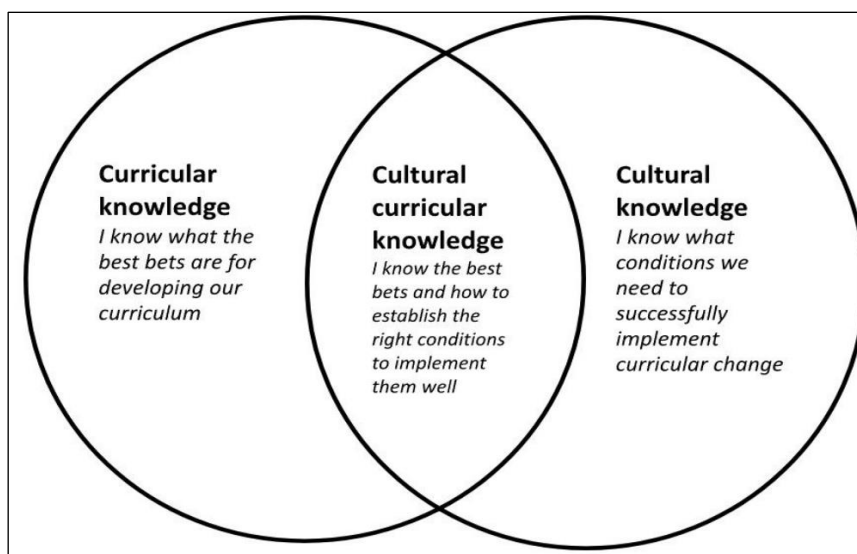 Curricular
knowledge
I know what the
best bets are for
developing our
curriculum
Cultural
curricular
knowledge
I know the best
bets and how to
establish the
right conditions
to implement
them well
Cultural
knowledge
I know what
conditions we
need to
successfully
implement
curricular change